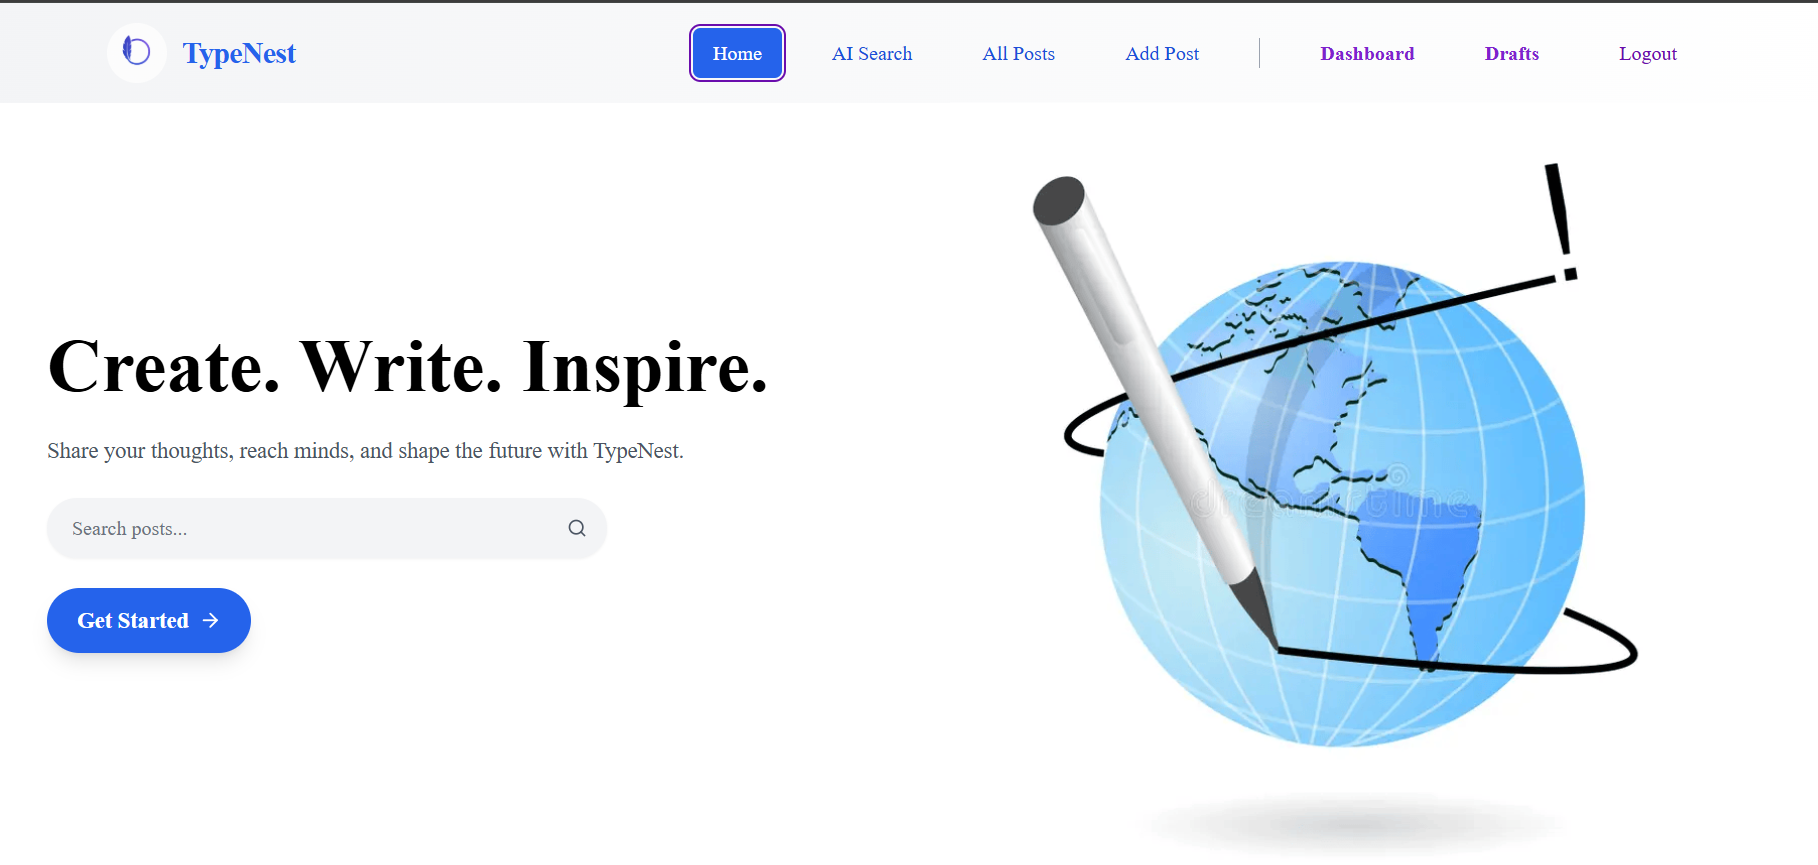 TypeNest
Home
AI Search
All Posts
Add Post
Dashboard
Drafts
Logout
Create. Write. Inspire.
Share your thoughts, reach minds, and shape the future with TypeNest.
Search posts...
Get Started
dreamstime